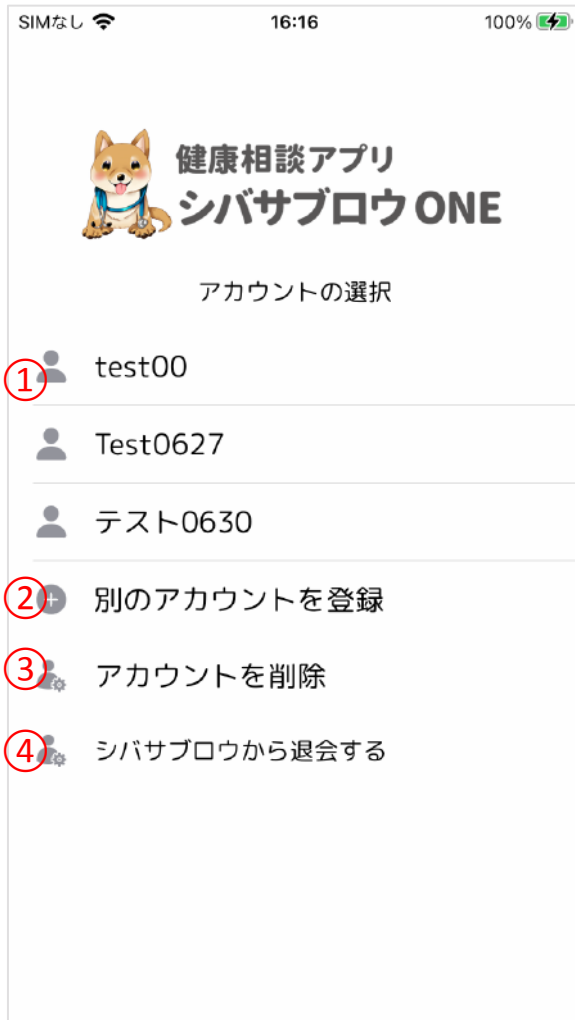 SIMなし 16:16 100%
健康相談アプリ
シバサブロウ ONE
アカウントの選択
① test00
Test0627
テスト0630
② 別のアカウントを登録
③ アカウントを削除
④ シバサブロウから退会する